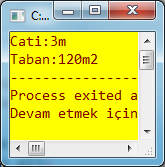 C:...
Cati:3m
Taban:120m2
----------------
Process exited a
Devam etmek için